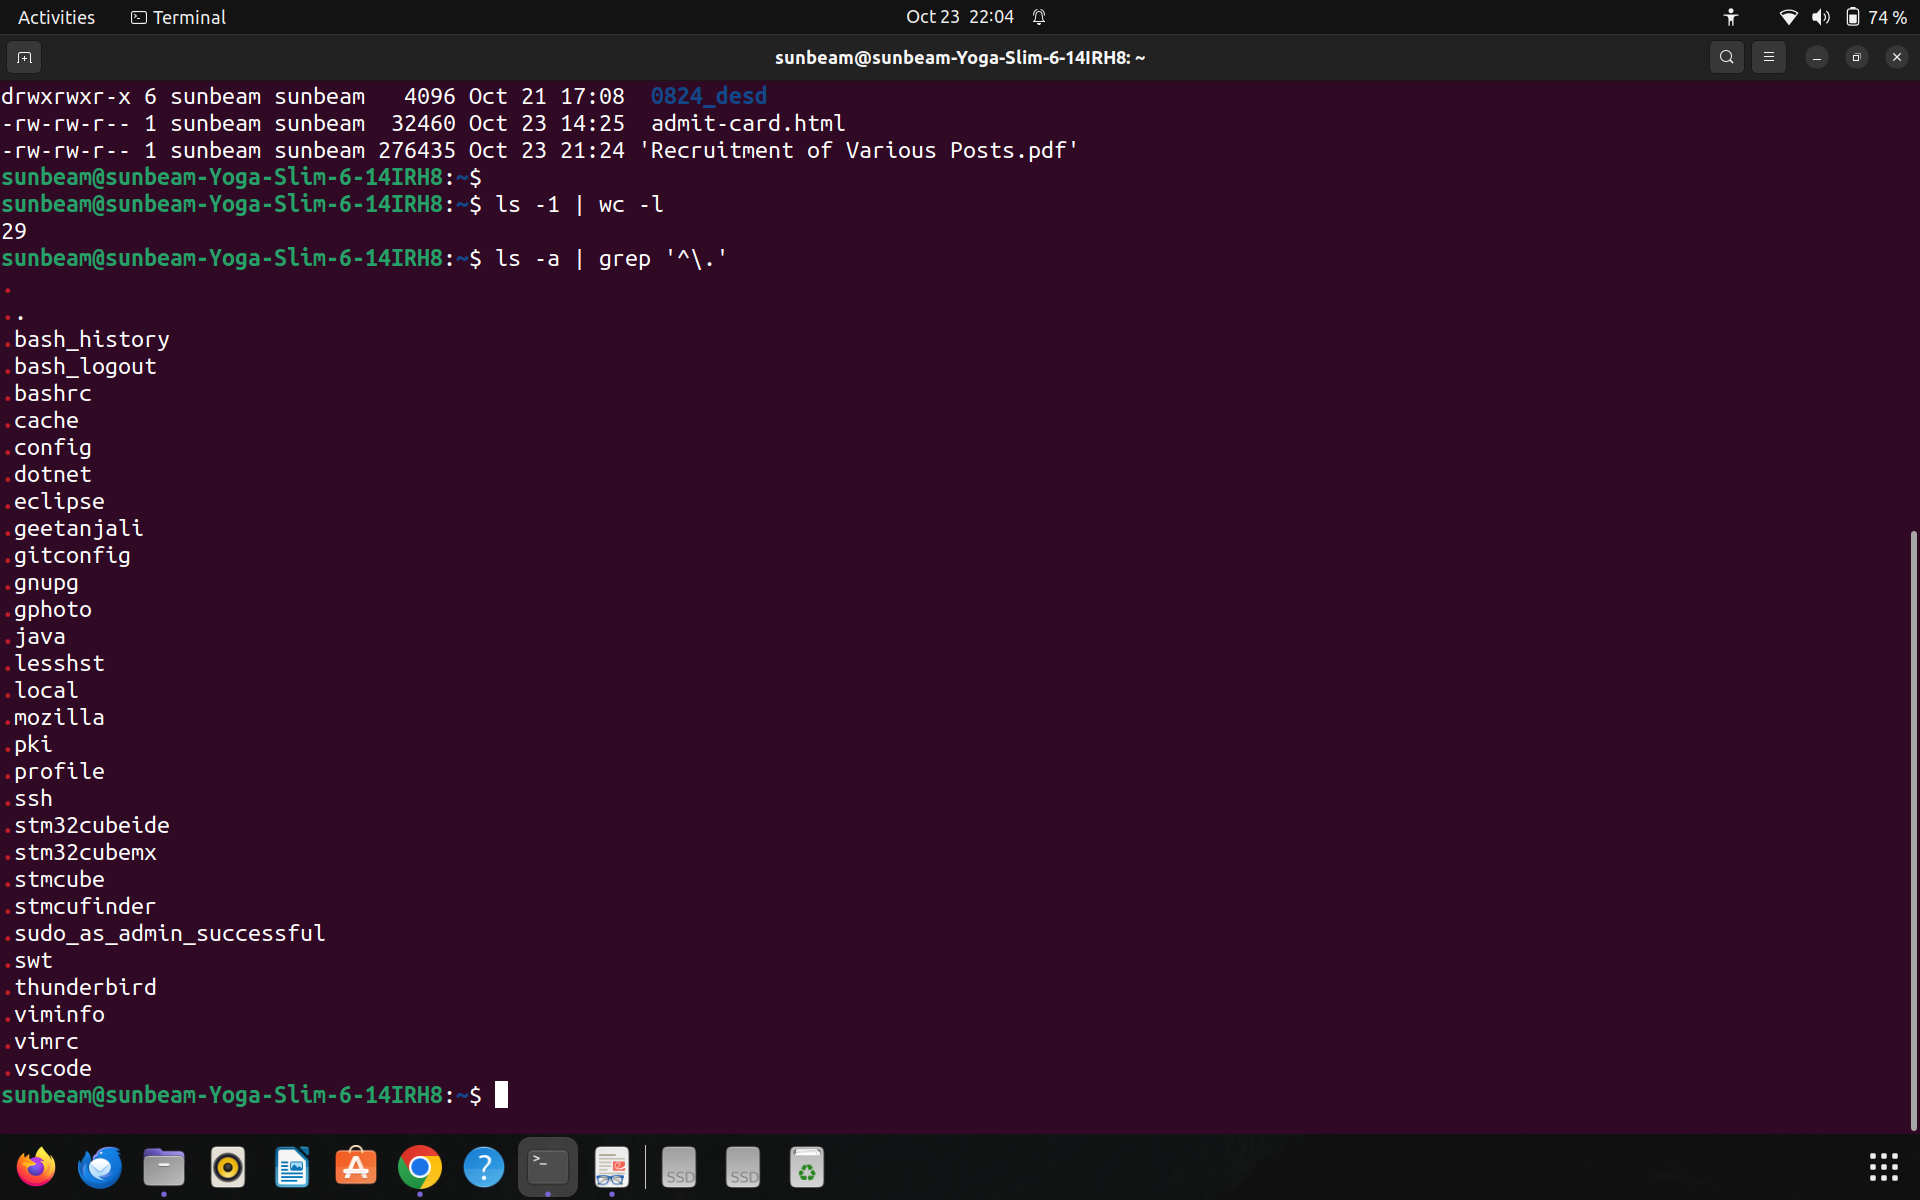 Activities Terminal Oct 23 22:04 74 %
sunbeam@sunbeam-Yoga-Slim-6-14IRH8: ~
drwxrwxr-x 6 sunbeam sunbeam   4096 Oct 21 17:08  0824_desd
-rw-rw-r-- 1 sunbeam sunbeam  32460 Oct 23 14:25  admit-card.html
-rw-rw-r-- 1 sunbeam sunbeam 276435 Oct 23 21:24 'Recruitment of Various Posts.pdf'
sunbeam@sunbeam-Yoga-Slim-6-14IRH8:~$
sunbeam@sunbeam-Yoga-Slim-6-14IRH8:~$ ls -1 | wc -l
29
sunbeam@sunbeam-Yoga-Slim-6-14IRH8:~$ ls -a | grep '^\.'
.
..
.bash_history
.bash_logout
.bashrc
.cache
.config
.dotnet
.eclipse
.geetanjali
.gitconfig
.gnupg
.gphoto
.java
.lesshst
.local
.mozilla
.pki
.profile
.ssh
.stm32cubeide
.stm32cubemx
.stmcube
.stmcufinder
.sudo_as_admin_successful
.swt
.thunderbird
.viminfo
.vimrc
.vscode
sunbeam@sunbeam-Yoga-Slim-6-14IRH8:~$
SSD SSD